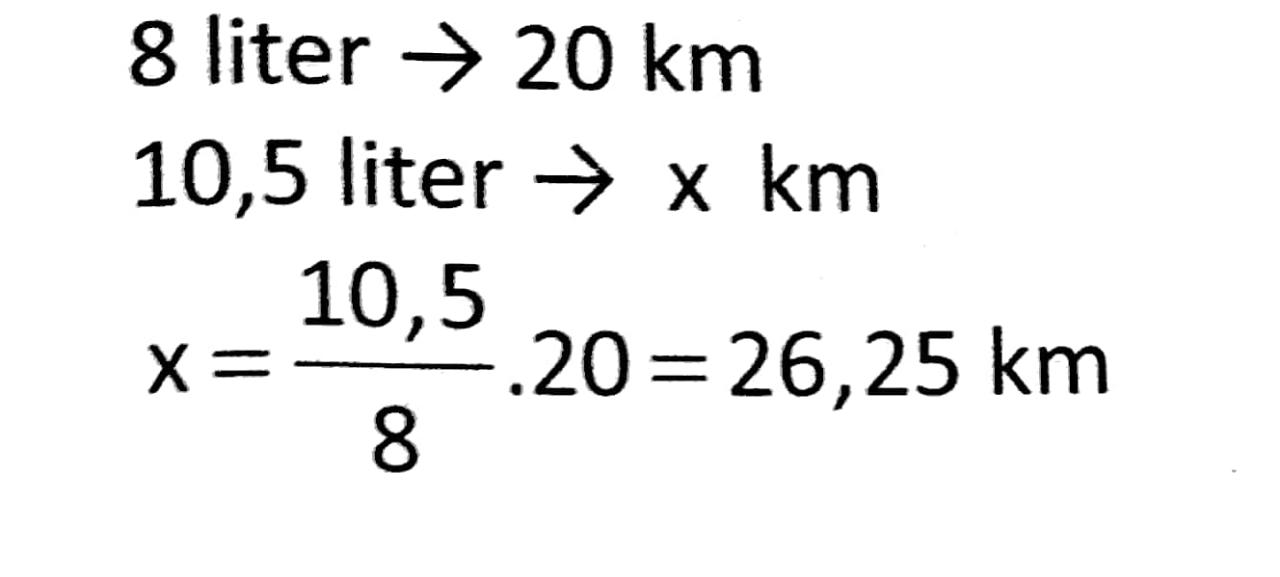 8 liter → 20 km
10,5 liter → x km
x = 10,5/8 .20 = 26,25 km